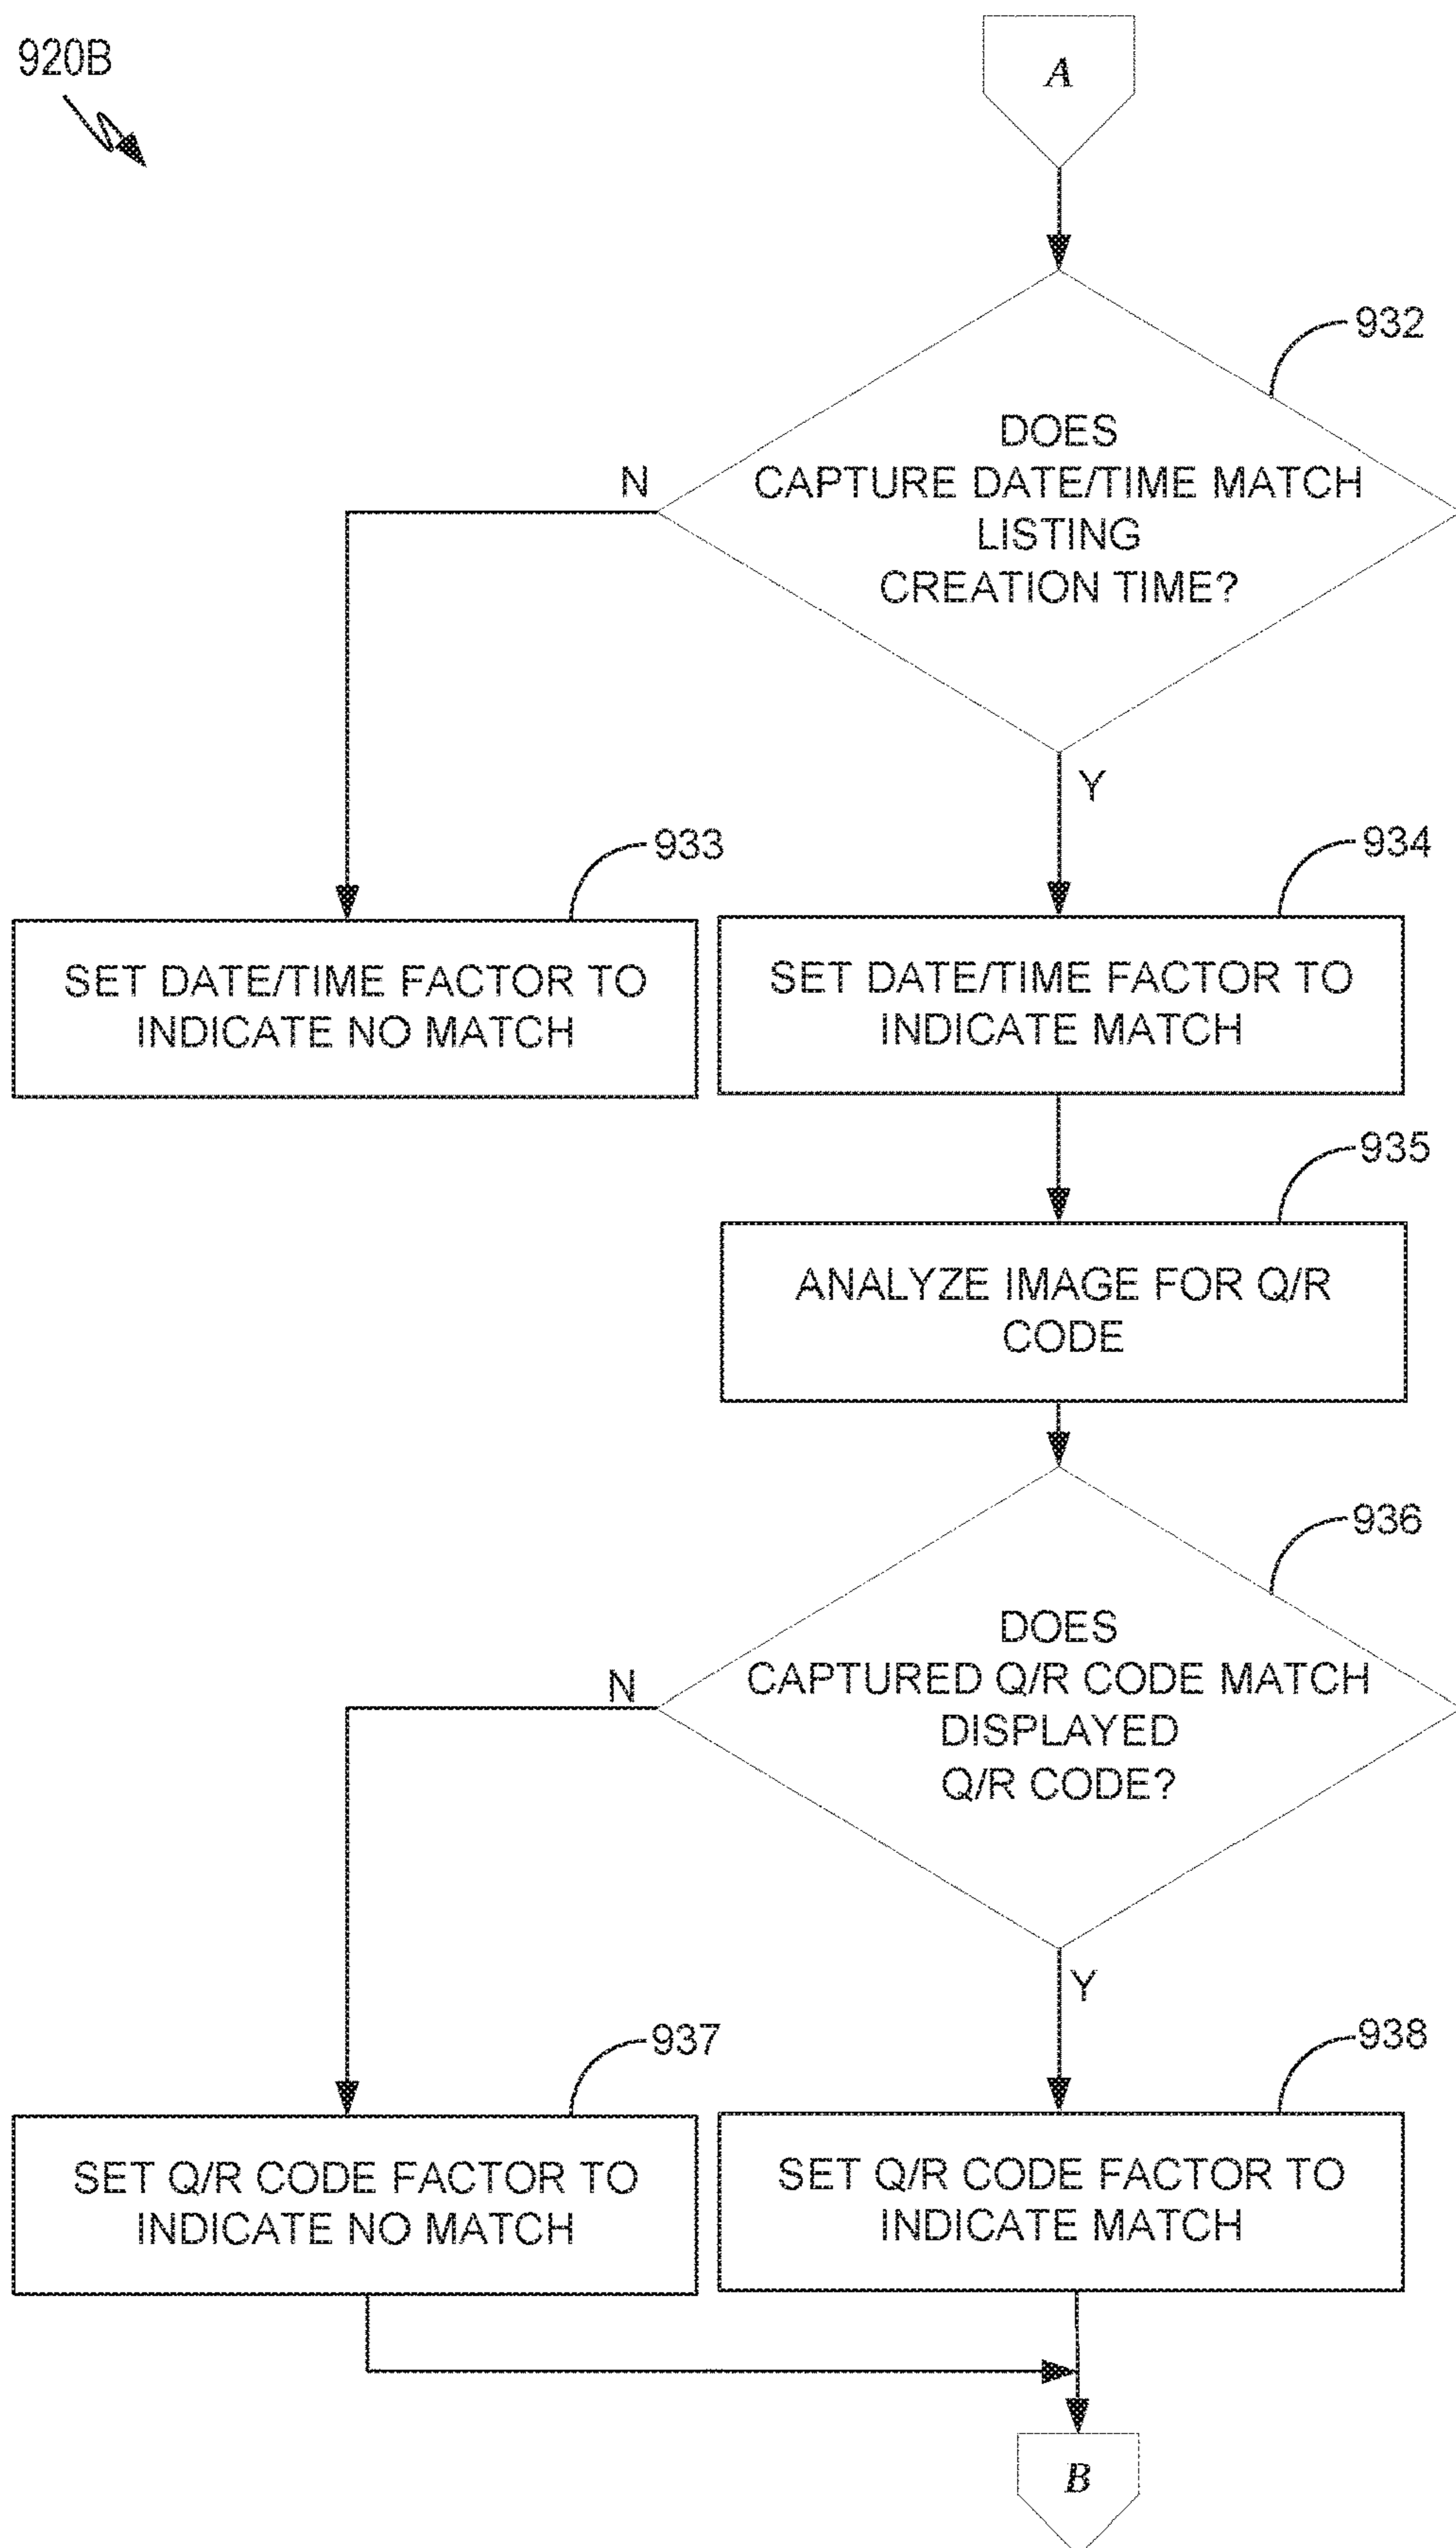 920B
A
932
DOES
CAPTURE DATE/TIME MATCH
LISTING
CREATION TIME?
N
Y
933
934
SET DATE/TIME FACTOR TO
INDICATE NO MATCH
SET DATE/TIME FACTOR TO
INDICATE MATCH
935
ANALYZE IMAGE FOR Q/R
CODE
936
DOES
CAPTURED Q/R CODE MATCH
DISPLAYED
Q/R CODE?
N
Y
937
938
SET Q/R CODE FACTOR TO
INDICATE NO MATCH
SET Q/R CODE FACTOR TO
INDICATE MATCH
B